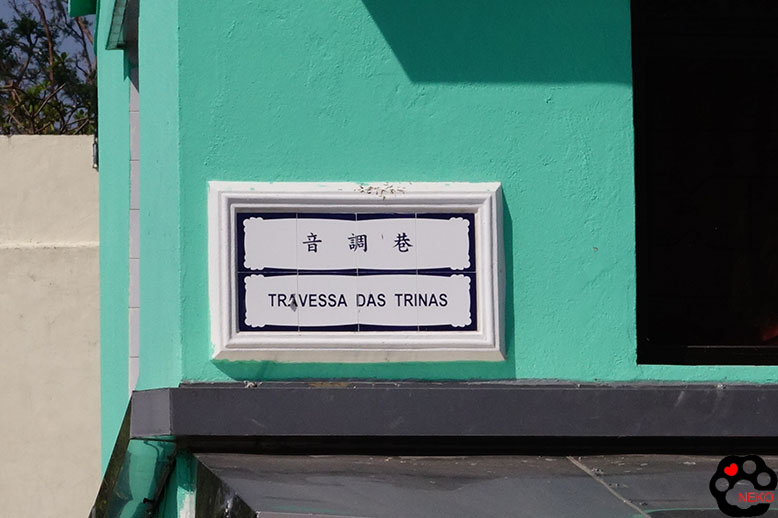 音調巷
TRAVESSA DAS TRINAS
NEKO